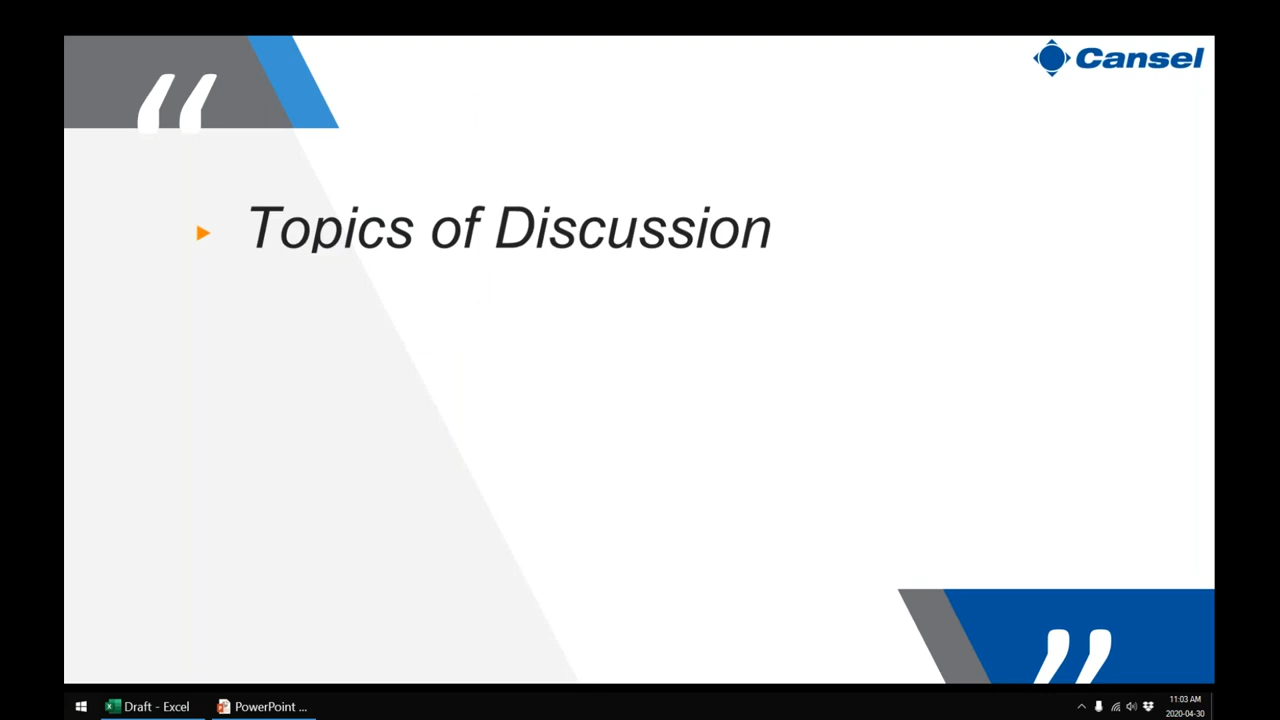 Cansel
Topics of Discussion
Draft - Excel
PowerPoint ...
11:03 AM
2020-04-30